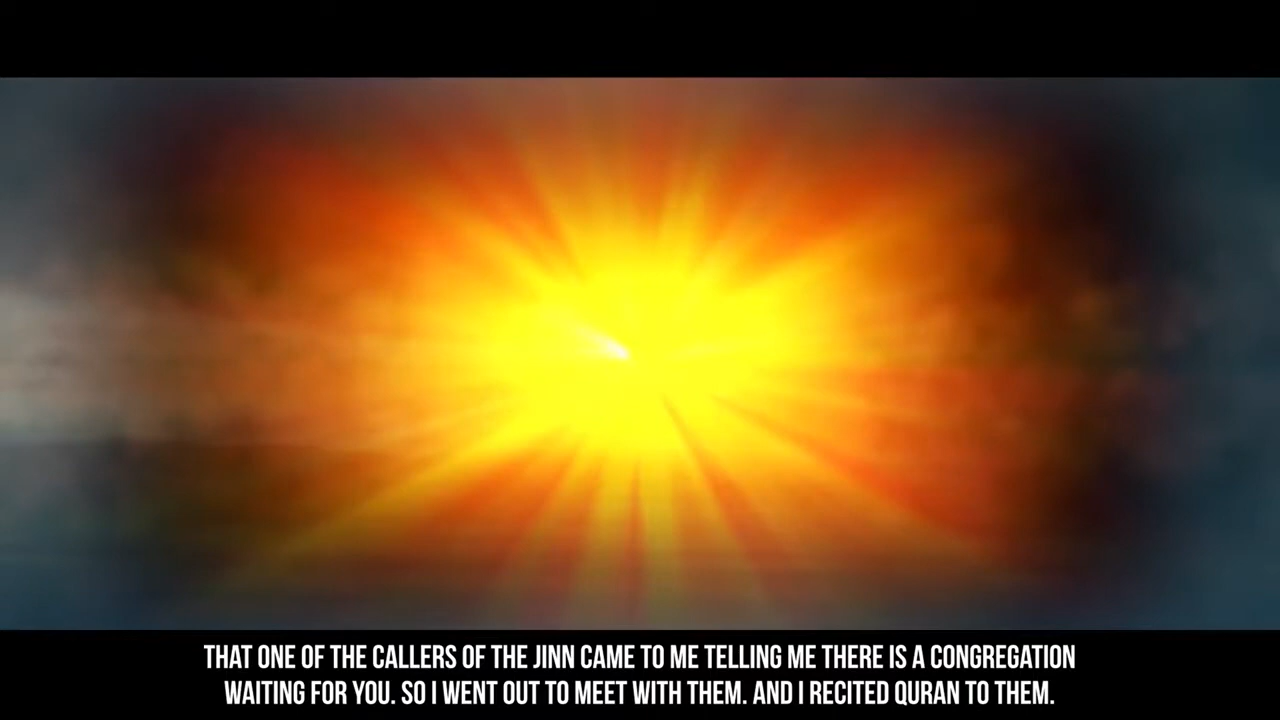 THAT ONE OF THE CALLERS OF THE JINN CAME TO ME TELLING ME THERE IS A CONGREGATION
WAITING FOR YOU. SO I WENT OUT TO MEET WITH THEM. AND I RECITED QURAN TO THEM.